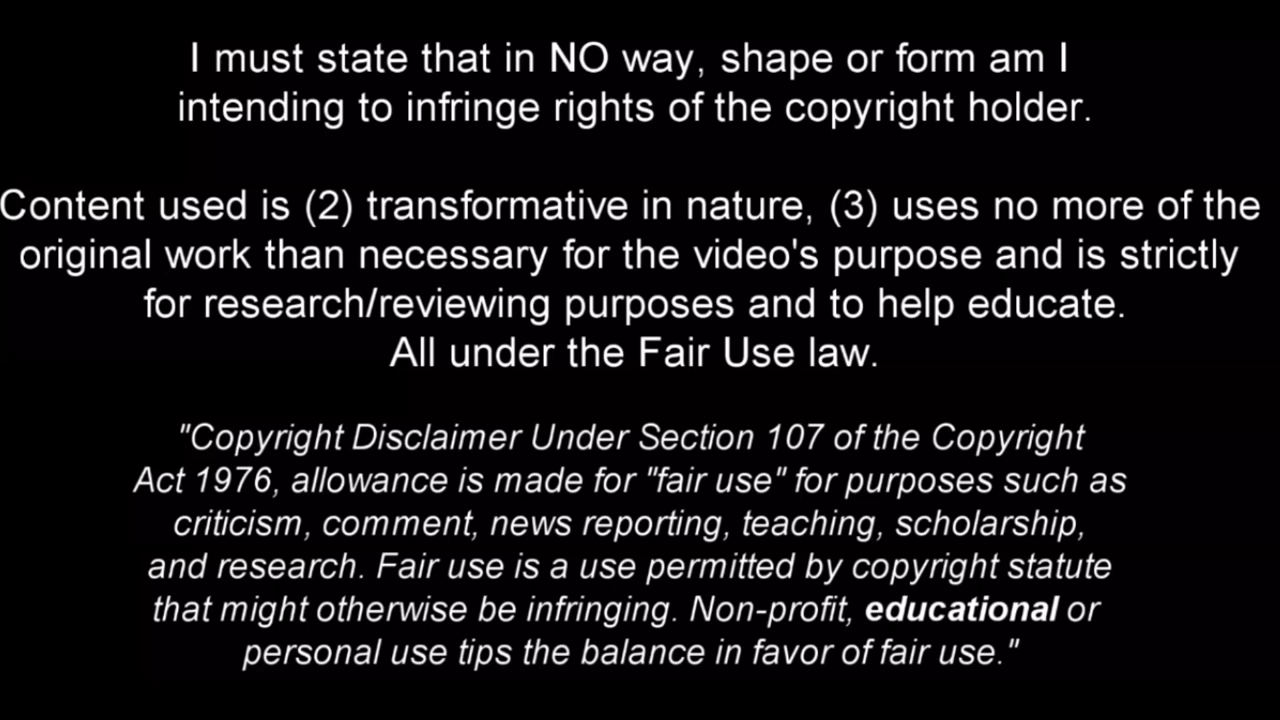 I must state that in NO way, shape or form am I
intending to infringe rights of the copyright holder.
Content used is (2) transformative in nature, (3) uses no more of the
original work than necessary for the video's purpose and is strictly
for research/reviewing purposes and to help educate.
All under the Fair Use law.
"Copyright Disclaimer Under Section 107 of the Copyright
Act 1976, allowance is made for "fair use" for purposes such as
criticism, comment, news reporting, teaching, scholarship,
and research. Fair use is a use permitted by copyright statute
that might otherwise be infringing. Non-profit, educational or
personal use tips the balance in favor of fair use."